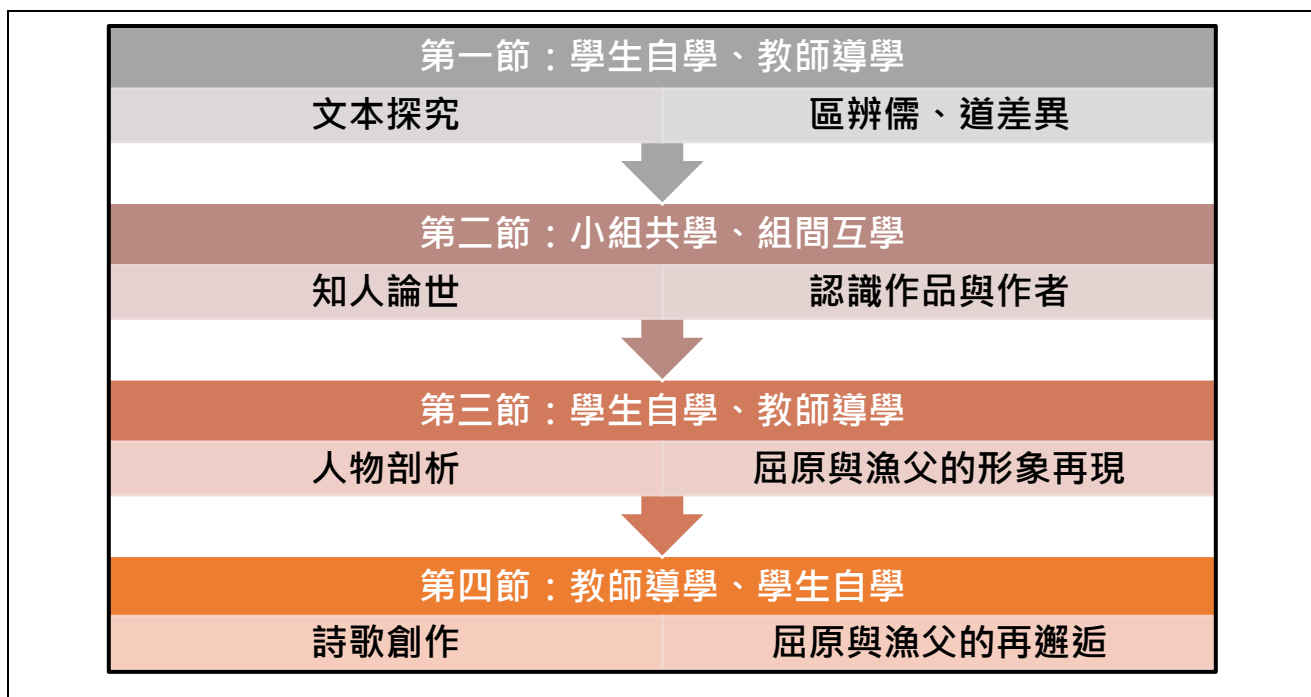 第一節：學生自學、教師導學
文本探究 區辨儒、道差異
第二節：小組共學、組間互學
知人論世 認識作品與作者
第三節：學生自學、教師導學
人物剖析 屈原與漁父的形象再現
第四節：教師導學、學生自學
詩歌創作 屈原與漁父的再邂逅